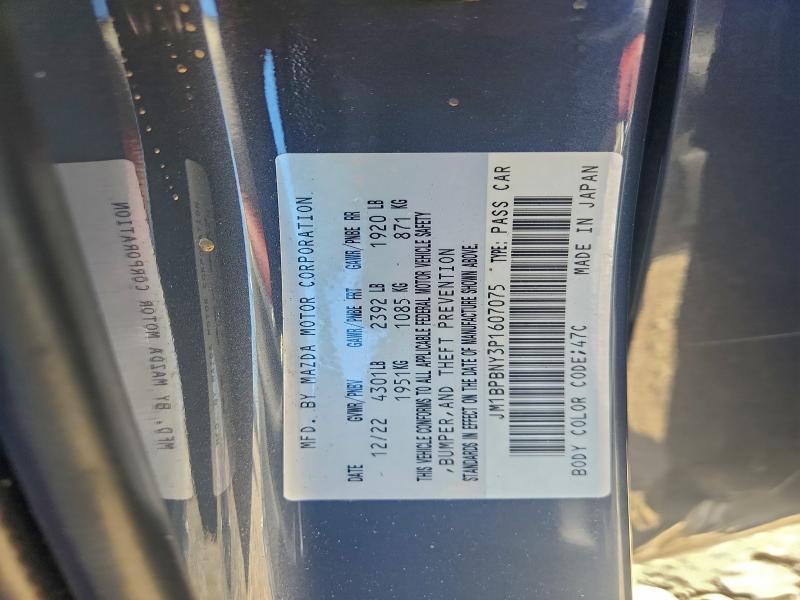 MFD. BY MAZDA MOTOR CORPORATION
DATE GVWR/PNBV GAWR/PNBE FRT GAWR/PNBE RR
12/22 4301LB 2392 LB 1920 LB
1951KG 1085 KG 871 KG
THIS VEHICLE CONFORMS TO ALL APPLICABLE FEDERAL MOTOR VEHICLE SAFETY
,BUMPER,AND THEFT PREVENTION
STANDARDS IN EFFECT ON THE DATE OF MANUFACTURE SHOWN ABOVE.
JM1BPBNY3P1607075 TYPE: PASS CAR
BODY COLOR CODE:47C MADE IN JAPAN
MFD. BY MAZDA MOTOR CORPORATION